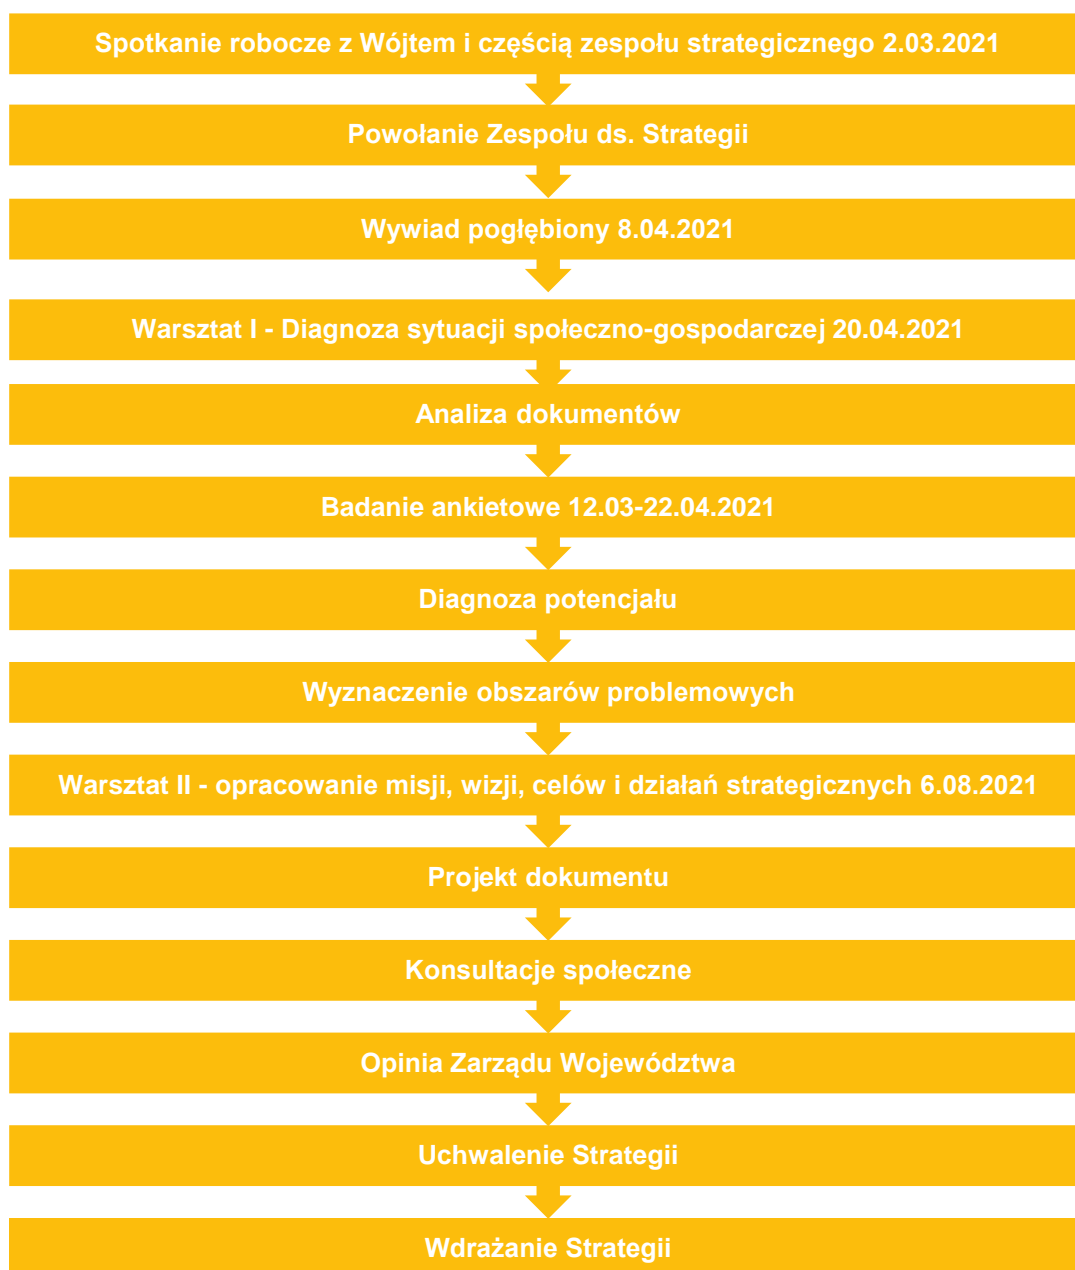 Spotkanie robocze z Wójtem i częścią zespołu strategicznego 2.03.2021
Powołanie Zespołu ds. Strategii
Wywiad pogłębiony 8.04.2021
Warsztat I - Diagnoza sytuacji społeczno-gospodarczej 20.04.2021
Analiza dokumentów
Badanie ankietowe 12.03-22.04.2021
Diagnoza potencjału
Wyznaczenie obszarów problemowych
Warsztat II - opracowanie misji, wizji, celów i działań strategicznych 6.08.2021
Projekt dokumentu
Konsultacje społeczne
Opinia Zarządu Województwa
Uchwalenie Strategii
Wdrażanie Strategii